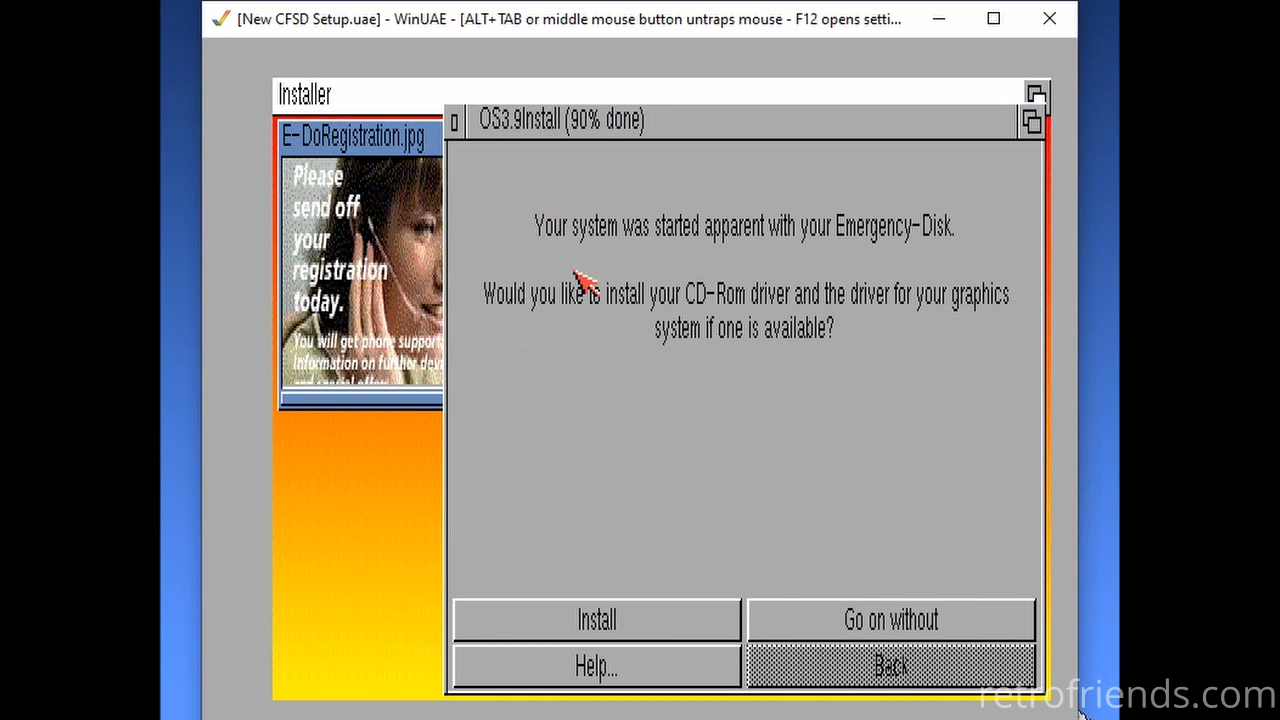 [New CFSD Setup.uae] - WinUAE - [ALT+TAB or middle mouse button untraps mouse - F12 opens setti...
Installer
OS3.9Install (90% done)
E-DoRegistration.jpg
Please
send off
your
registration
today.
You will get phone support,
information on further
Your system was started apparent with your Emergency-Disk.
Would you like to install your CD-Rom driver and the driver for your graphics
system if one is available?
Install
Go on without
Help...
Back
retrofriends.com